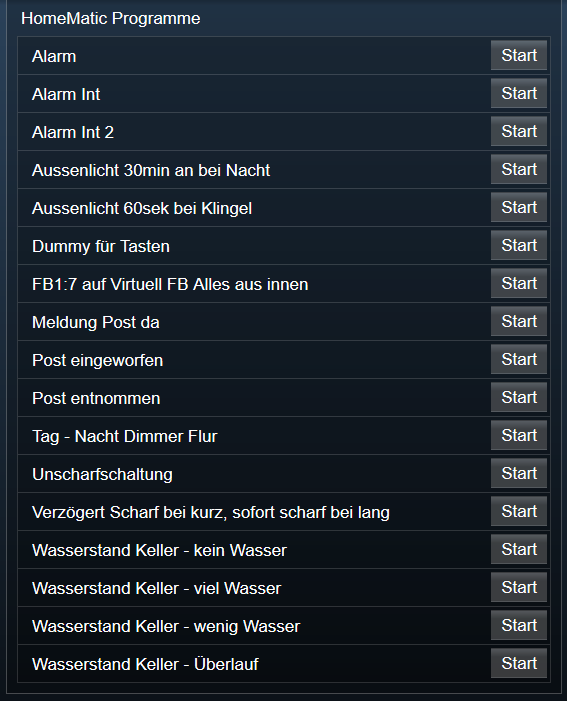 HomeMatic Programme
Alarm Start
Alarm Int Start
Alarm Int 2 Start
Aussenlicht 30min an bei Nacht Start
Aussenlicht 60sek bei Klingel Start
Dummy für Tasten Start
FB1:7 auf Virtuell FB Alles aus innen Start
Meldung Post da Start
Post eingeworfen Start
Post entnommen Start
Tag - Nacht Dimmer Flur Start
Unscharfschaltung Start
Verzögert Scharf bei kurz, sofort scharf bei lang Start
Wasserstand Keller - kein Wasser Start
Wasserstand Keller - viel Wasser Start
Wasserstand Keller - wenig Wasser Start
Wasserstand Keller - Überlauf Start